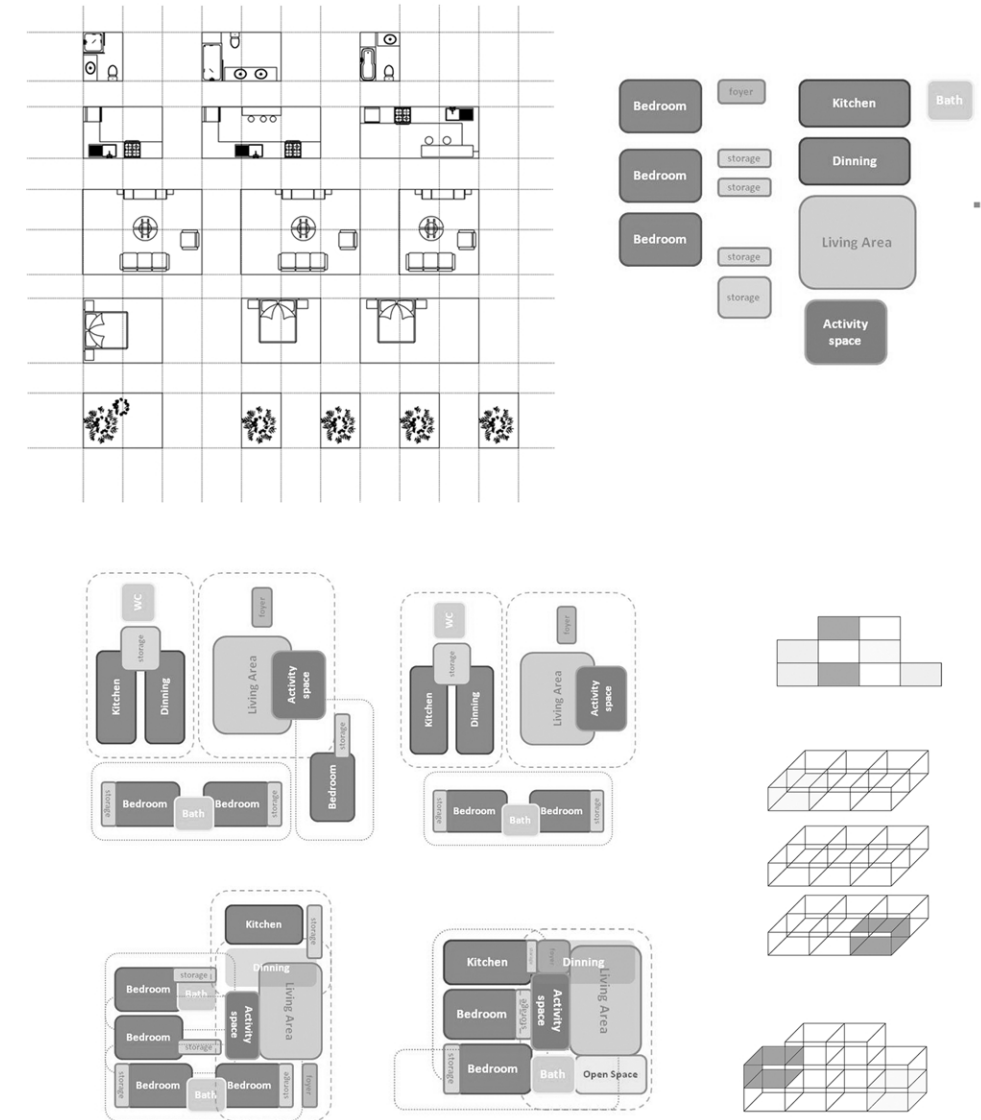 Bedroom
foyer
Kitchen
Bath
Bedroom
storage
storage
Dinning
Bedroom
storage
storage
Living Area
Activity
space
WC
storage
Kitchen
Dinning
foyer
Living Area
Activity
space
storage
Bedroom
storage
Bedroom
Bath
Bedroom
storage
WC
storage
Kitchen
Dinning
foyer
Living Area
Activity
space
storage
Bedroom
Bath
Bedroom
storage
Kitchen
storage
Dinning
Living Area
Activity
space
Bedroom
storage
Bath
Bedroom
storage
storage
Bedroom
Bath
Bedroom
storage
foyer
Kitchen
foyer
Dinning
Living Area
Activity
space
Bedroom
storage
storage
Bedroom
Bath
Open Space